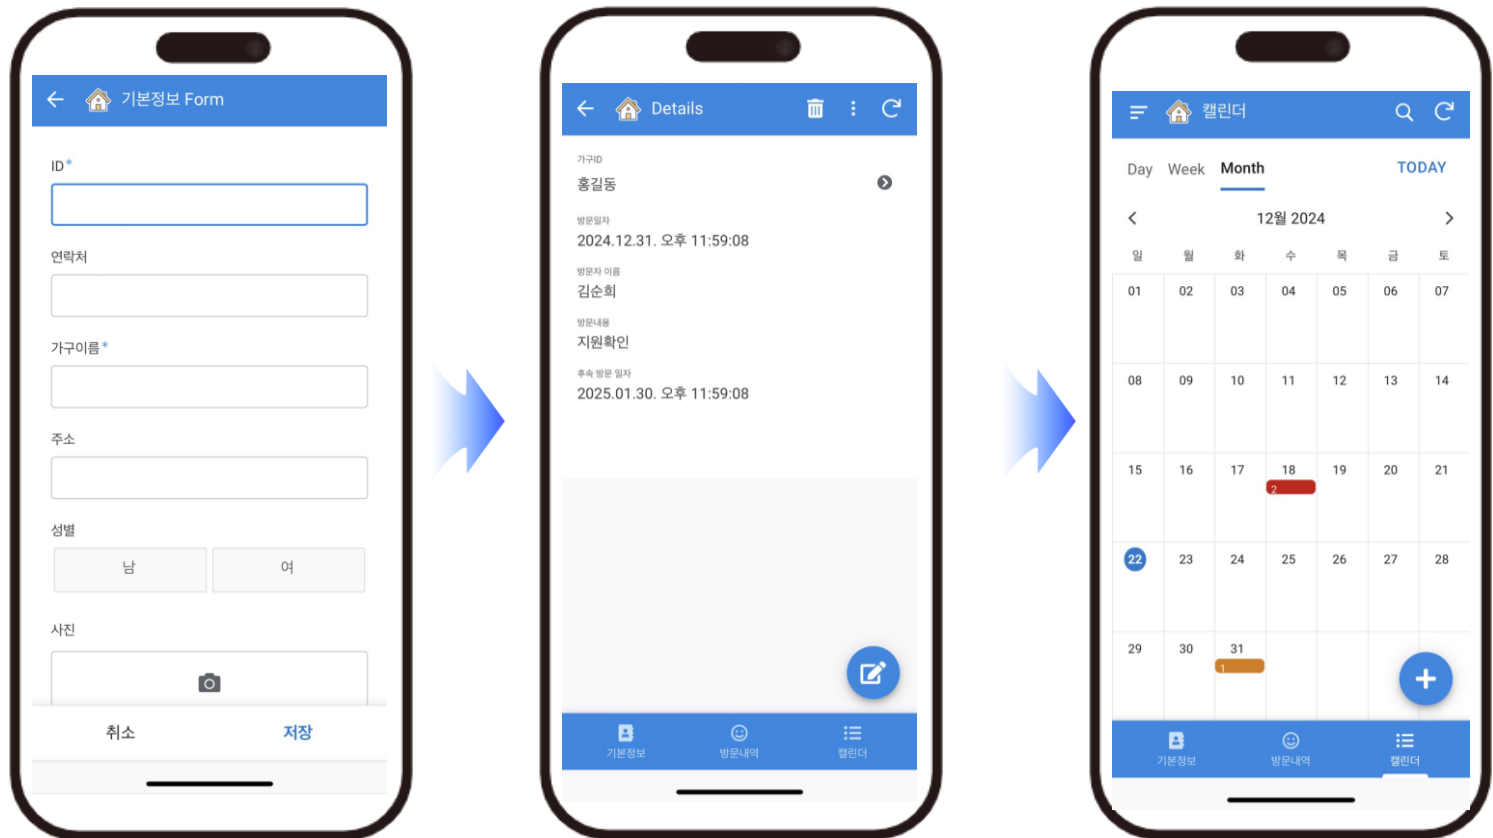 기본정보 Form
ID*
연락처
가구이름*
주소
성별
남 여
사진
취소 저장
Details
가구ID
홍길동
방문일자
2024.12.31. 오후 11:59:08
방문자 이름
김순희
방문내용
지원확인
후속 방문 일자
2025.01.30. 오후 11:59:08
기본정보 방문내역 캘린더
캘린더
Day Week Month TODAY
12월 2024
일 월 화 수 목 금 토
01 02 03 04 05 06 07
08 09 10 11 12 13 14
15 16 17 18 19 20 21
2
22 23 24 25 26 27 28
29 30 31
1
기본정보 방문내역 캘린더